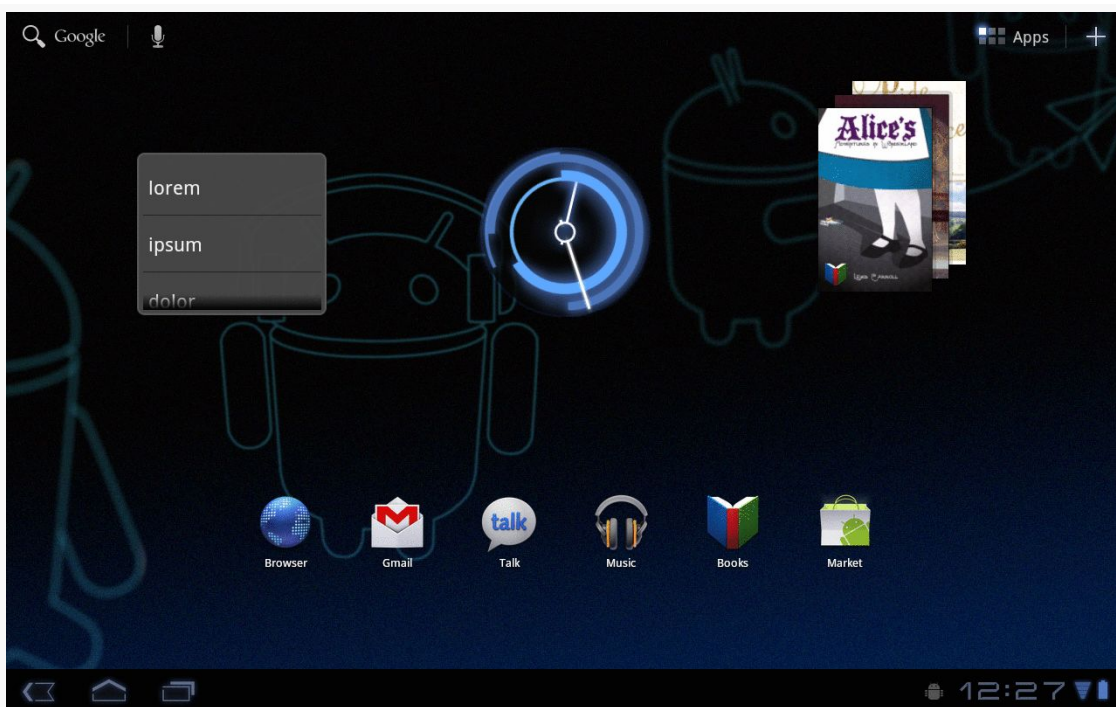 Google
Apps
Alice's
lorem
ipsum
dolor
talk
Browser
Gmail
Talk
Music
Books
Market
12:27